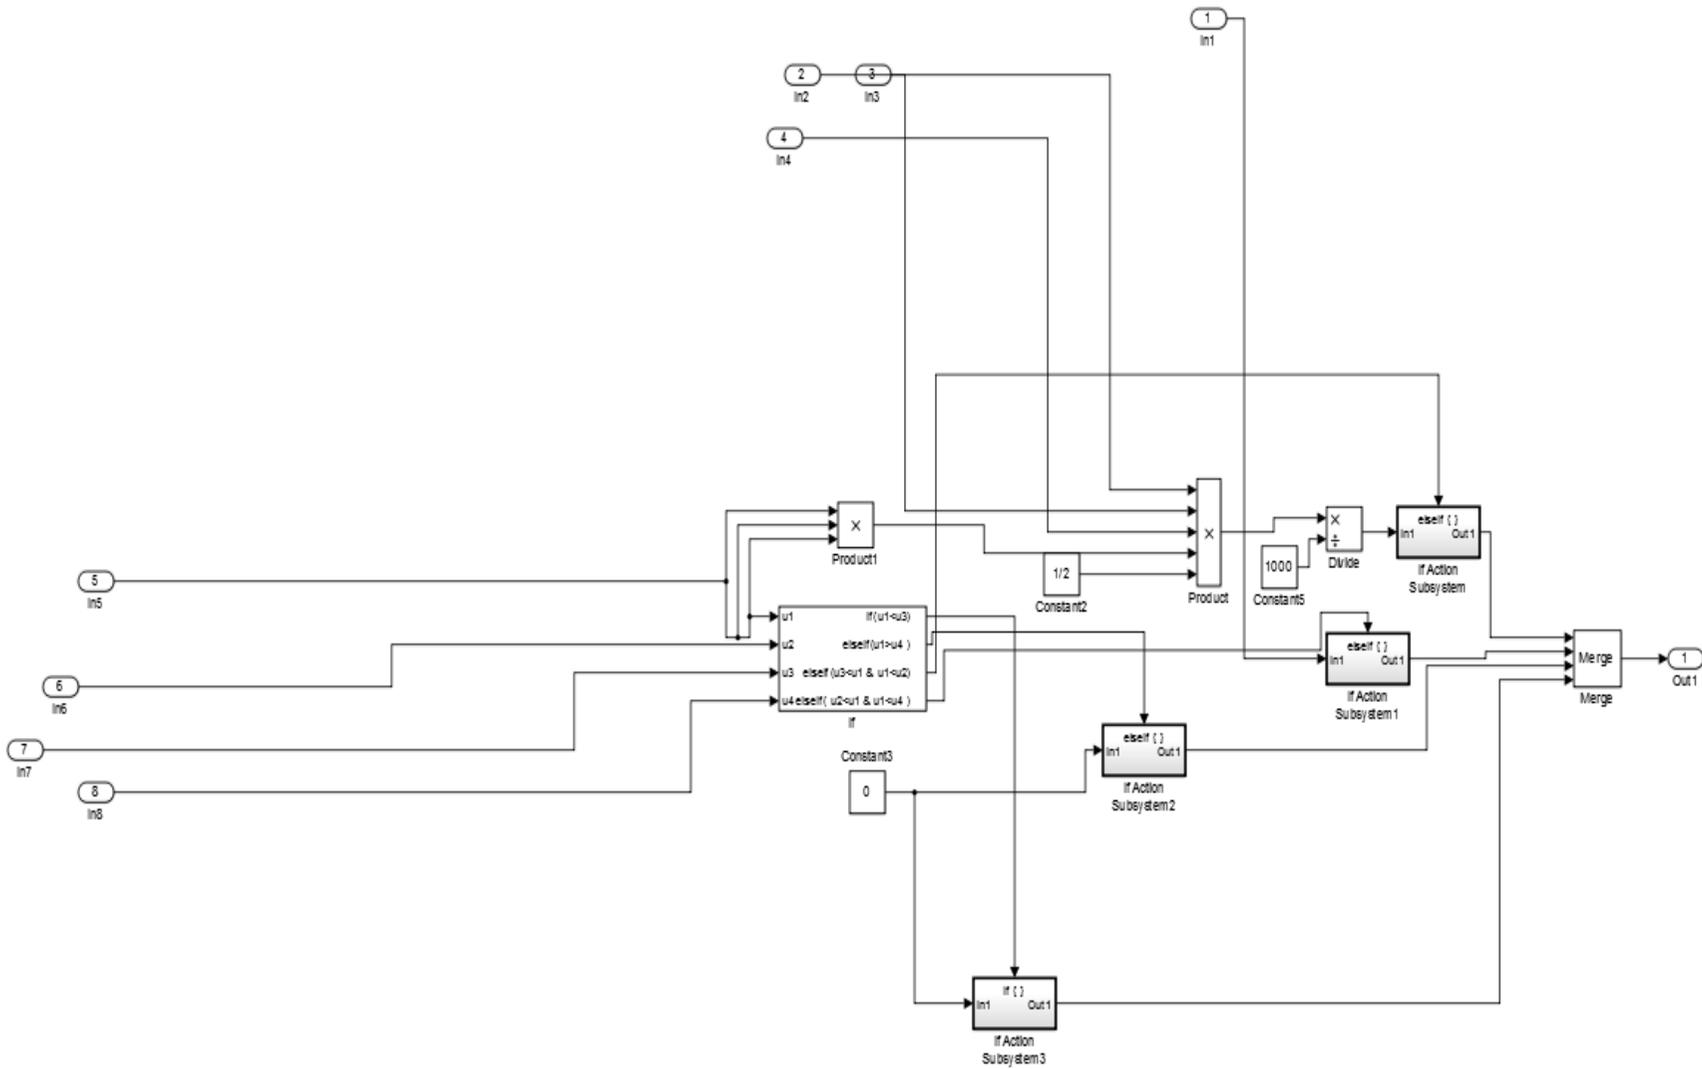 1
In1
2
In2
3
In3
4
In4
×
Product1
1/2
Constant2
×
Product
1000
Constant5
×
÷
Divide
elseif { }
In1
Out1
If Action
Subsystem
5
In5
6
In6
7
In7
8
In8
u1
if(u1<u3)
u2
elseif(u1>u4 )
u3
elseif (u3<u1 & u1<u2)
u4
elseif( u2<u1 & u1<u4 )
If
elseif { }
In1
Out1
If Action
Subsystem1
Merge
Merge
1
Out1
elseif { }
In1
Out1
If Action
Subsystem2
Constant3
0
if { }
In1
Out1
If Action
Subsystem3